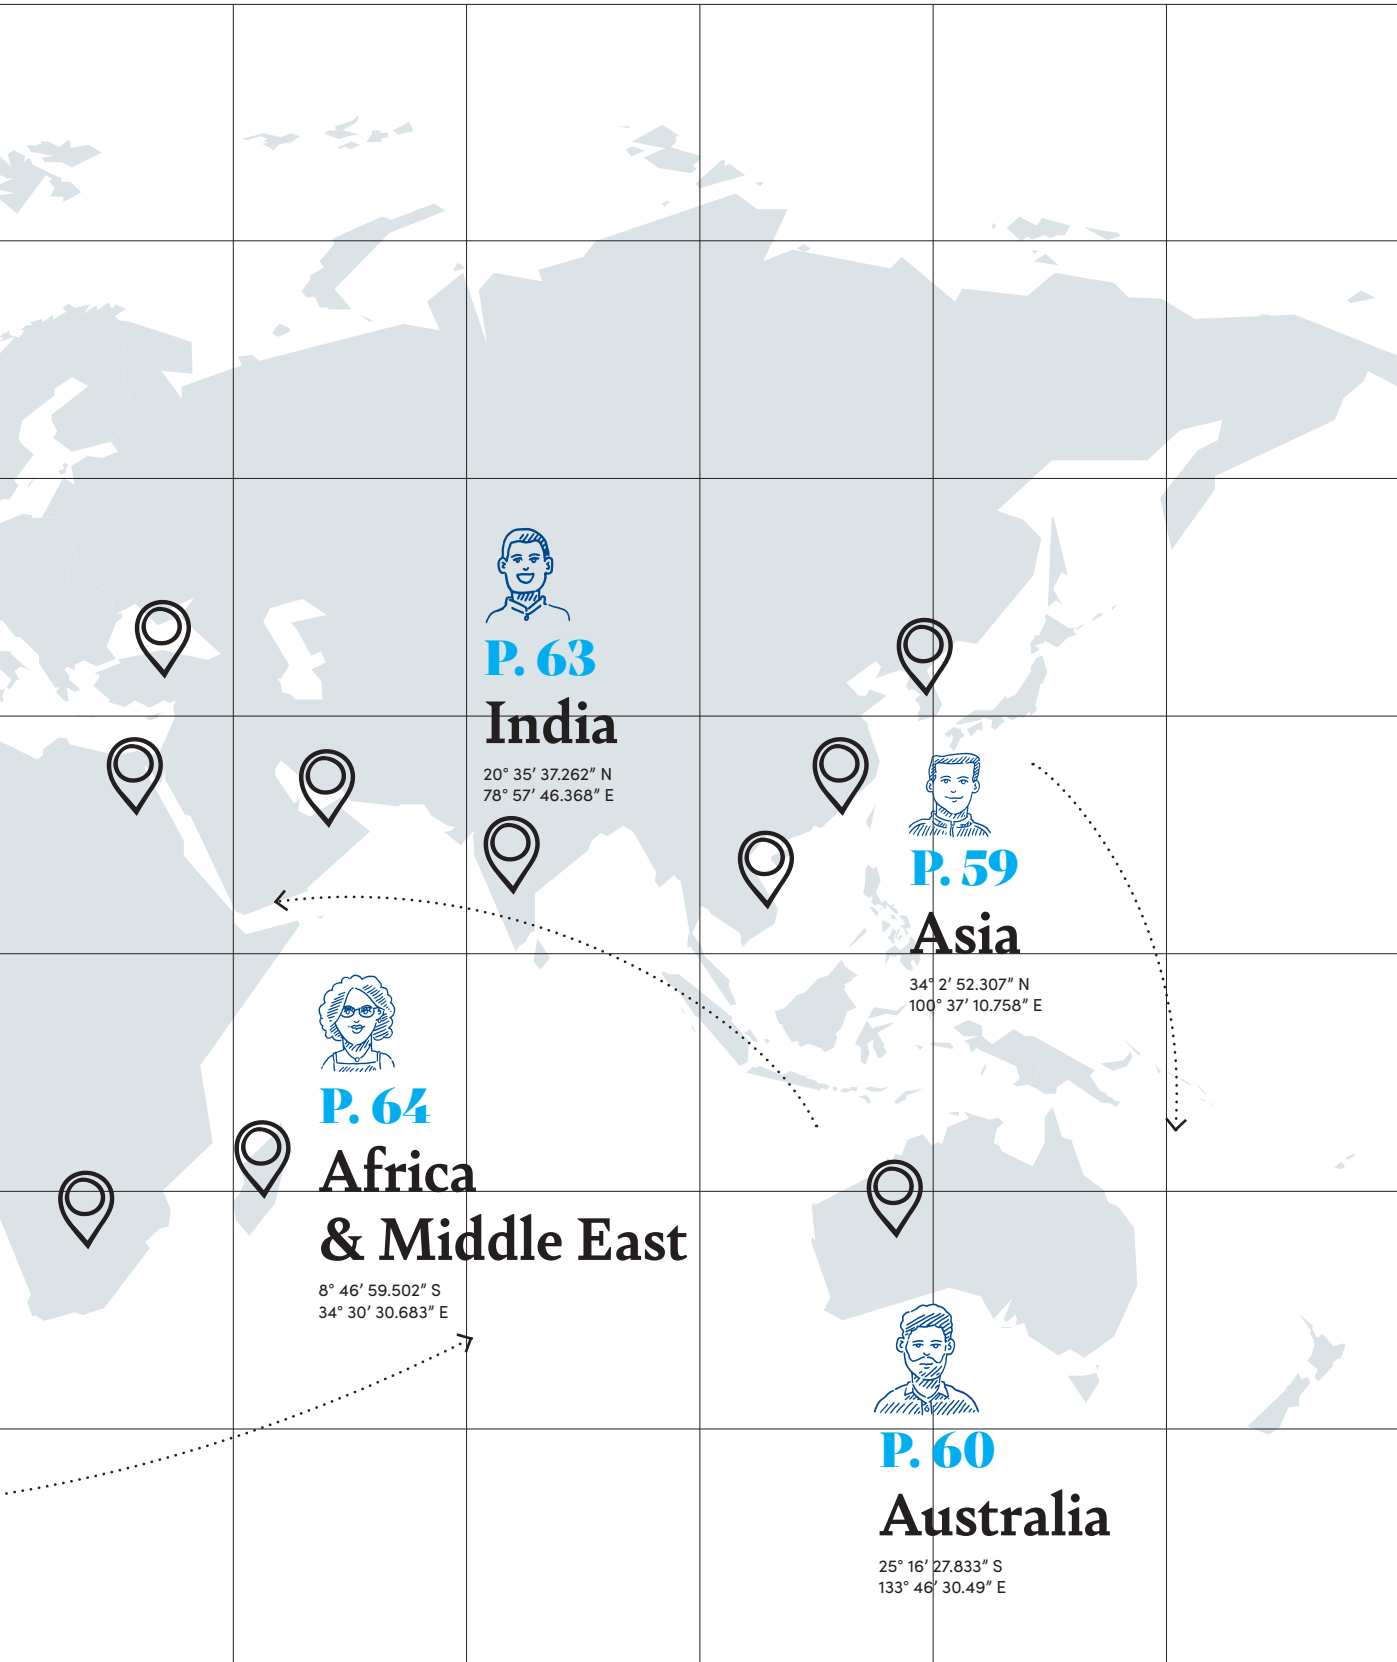 P. 63
India
20° 35′ 37.262″ N
78° 57′ 46.368″ E
P. 59
Asia
34° 2′ 52.307″ N
100° 37′ 10.758″ E
P. 64
Africa
& Middle East
8° 46′ 59.502″ S
34° 30′ 30.683″ E
P. 60
Australia
25° 16′ 27.833″ S
133° 46′ 30.49″ E